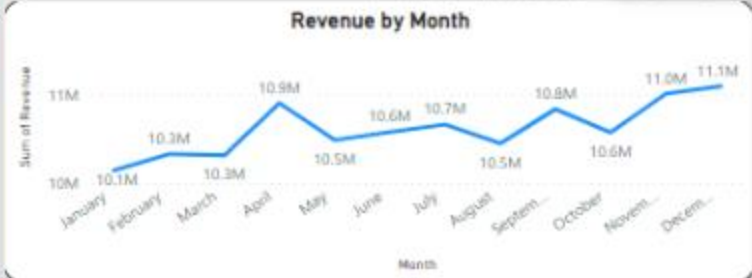 Revenue by Month
Sum of Revenue
11M
10M
10.1M
10.3M
10.3M
10.9M
10.5M
10.6M
10.7M
10.5M
10.8M
10.6M
11.0M
11.1M
January
February
March
April
May
June
July
August
Septem...
October
Novem...
Decem...
Month